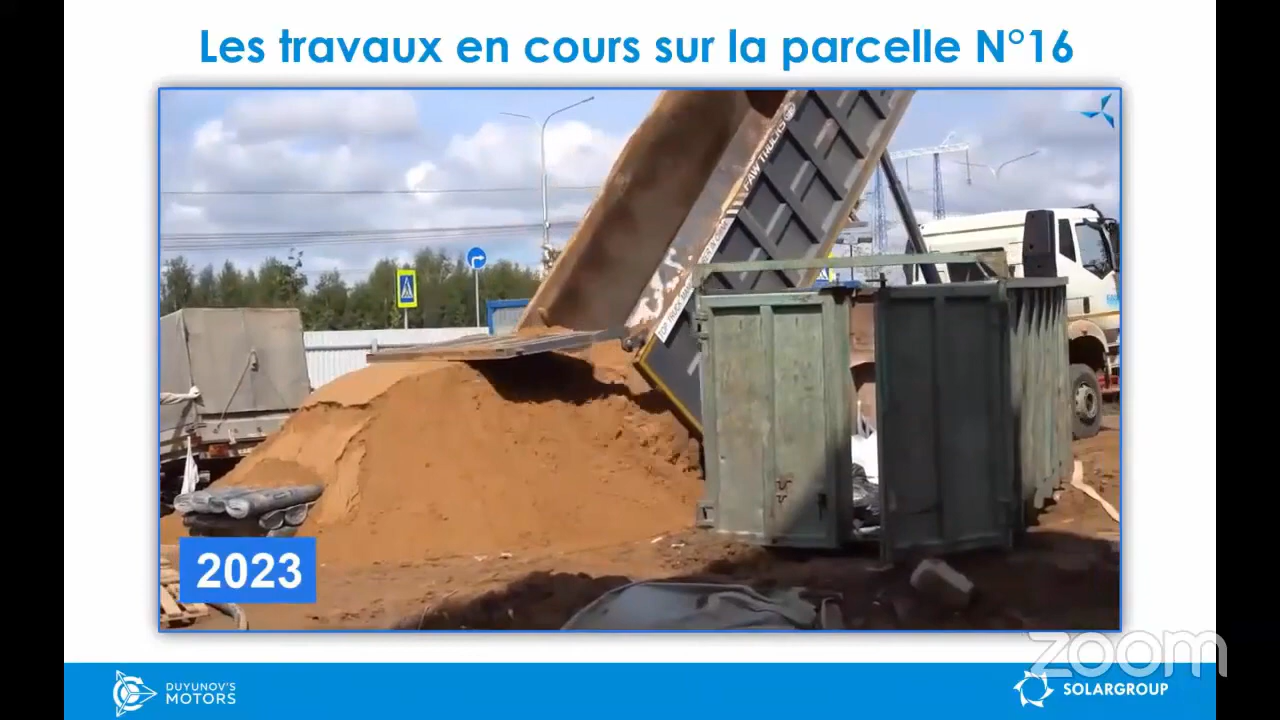 Les travaux en cours sur la parcelle N°16
FAW TRUCKS
2023
zoom
DUYUNOV'S
MOTORS
SOLARGROUP